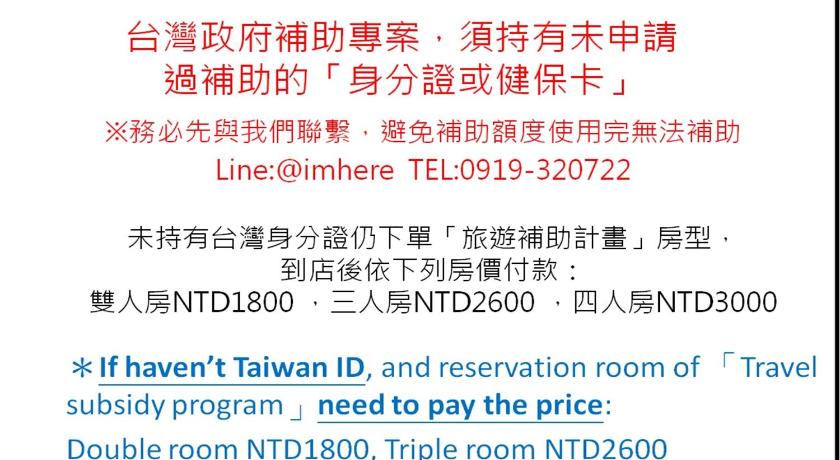 台灣政府補助專案，須持有未申請
過補助的「身分證或健保卡」
※務必先與我們聯繫，避免補助額度使用完無法補助
Line:@imhere TEL:0919-320722
未持有台灣身分證仍下單「旅遊補助計畫」房型，
到店後依下列房價付款：
雙人房NTD1800 ，三人房NTD2600 ，四人房NTD3000
＊If haven’t Taiwan ID, and reservation room of 「Travel
subsidy program」need to pay the price:
Double room NTD1800, Triple room NTD2600